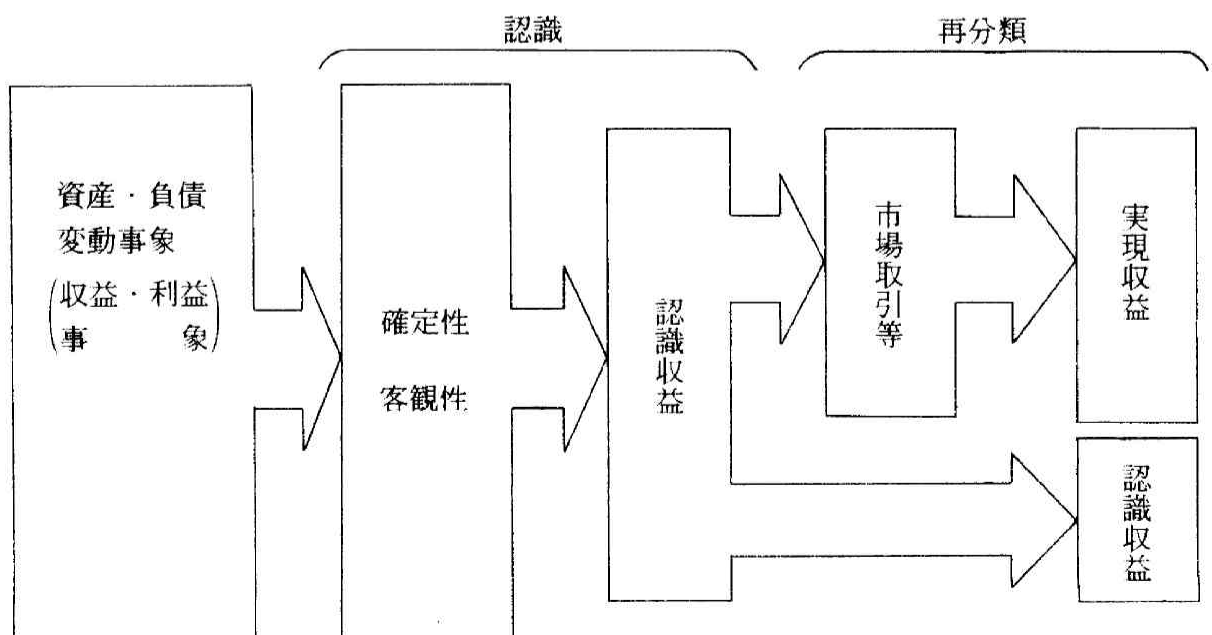 認識
再分類
資産・負債
変動事象
(収益・利益
事　　象)
確定性
客観性
認識収益
市場取引等
実現収益
認識収益